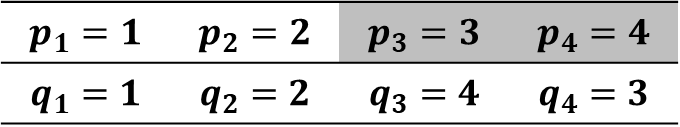 p₁ = 1 p₂ = 2 p₃ = 3 p₄ = 4
q₁ = 1 q₂ = 2 q₃ = 4 q₄ = 3